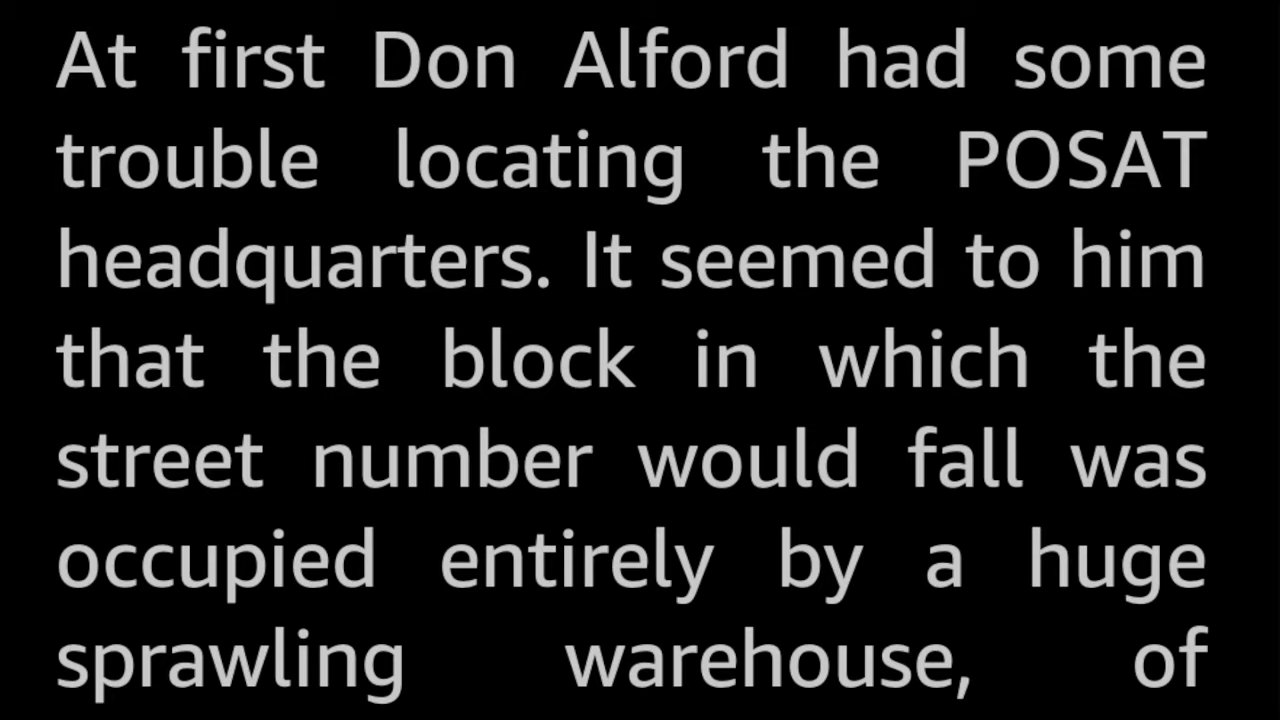 At first Don Alford had some
trouble locating the POSAT
headquarters. It seemed to him
that the block in which the
street number would fall was
occupied entirely by a huge
sprawling warehouse, of